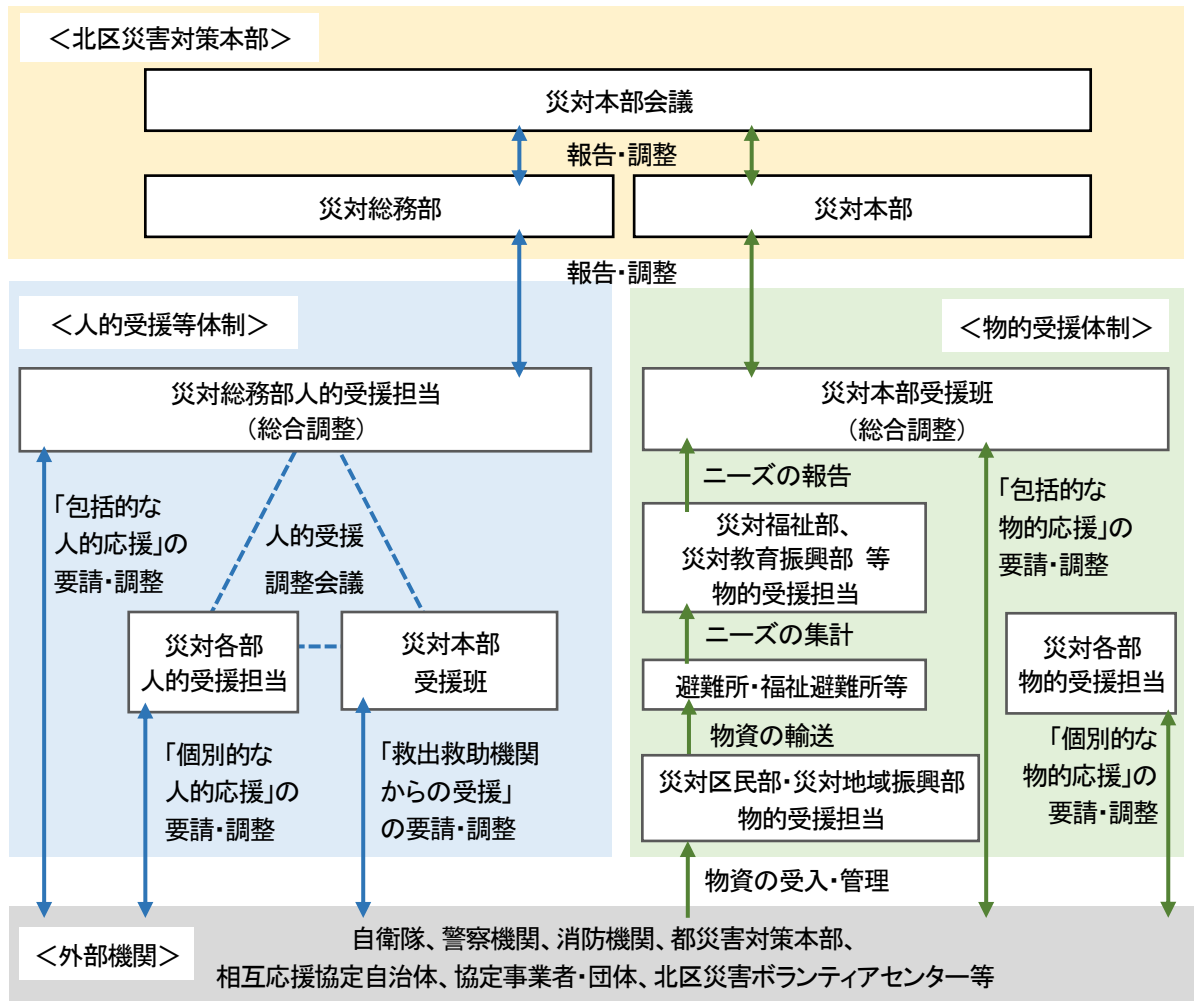 ＜北区災害対策本部＞
災対本部会議
報告・調整
災対総務部
災対本部
報告・調整
＜人的受援等体制＞
災対総務部人的受援担当
（総合調整）
「包括的な
人的応援」の
要請・調整
人的受援
調整会議
災対各部
人的受援担当
災対本部
受援班
「個別的な
人的応援」の
要請・調整
「救出救助機関
からの受援」
の要請・調整
＜物的受援体制＞
災対本部受援班
（総合調整）
ニーズの報告
災対福祉部、
災対教育振興部 等
物的受援担当
ニーズの集計
避難所・福祉避難所等
物資の輸送
災対区民部・災対地域振興部
物的受援担当
物資の受入・管理
「包括的な
物的応援」の
要請・調整
災対各部
物的受援担当
「個別的な
物的応援」の
要請・調整
＜外部機関＞
自衛隊、警察機関、消防機関、都災害対策本部、
相互応援協定自治体、協定事業者・団体、北区災害ボランティアセンター等